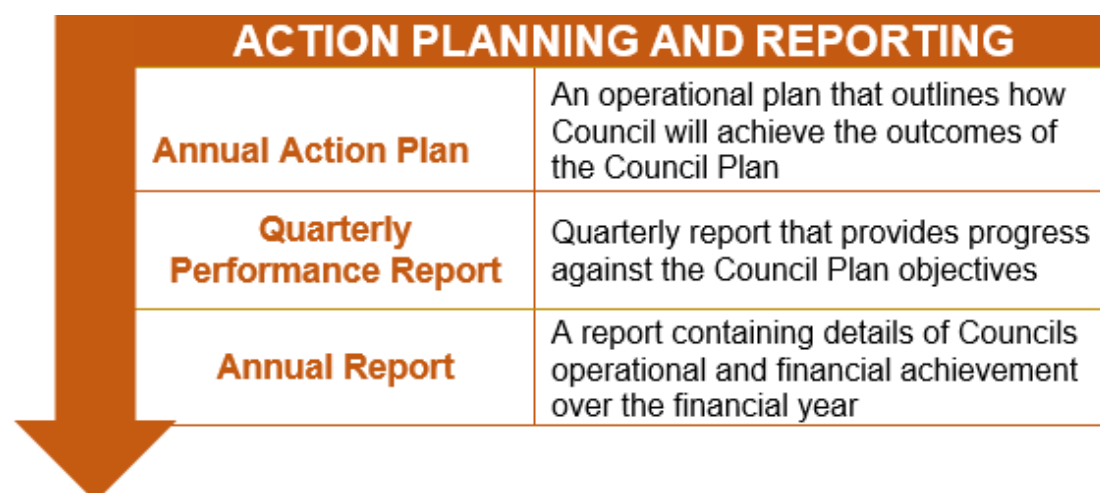 ACTION PLANNING AND REPORTING
Annual Action Plan
An operational plan that outlines how
Council will achieve the outcomes of
the Council Plan
Quarterly
Performance Report
Quarterly report that provides progress
against the Council Plan objectives
Annual Report
A report containing details of Councils
operational and financial achievement
over the financial year